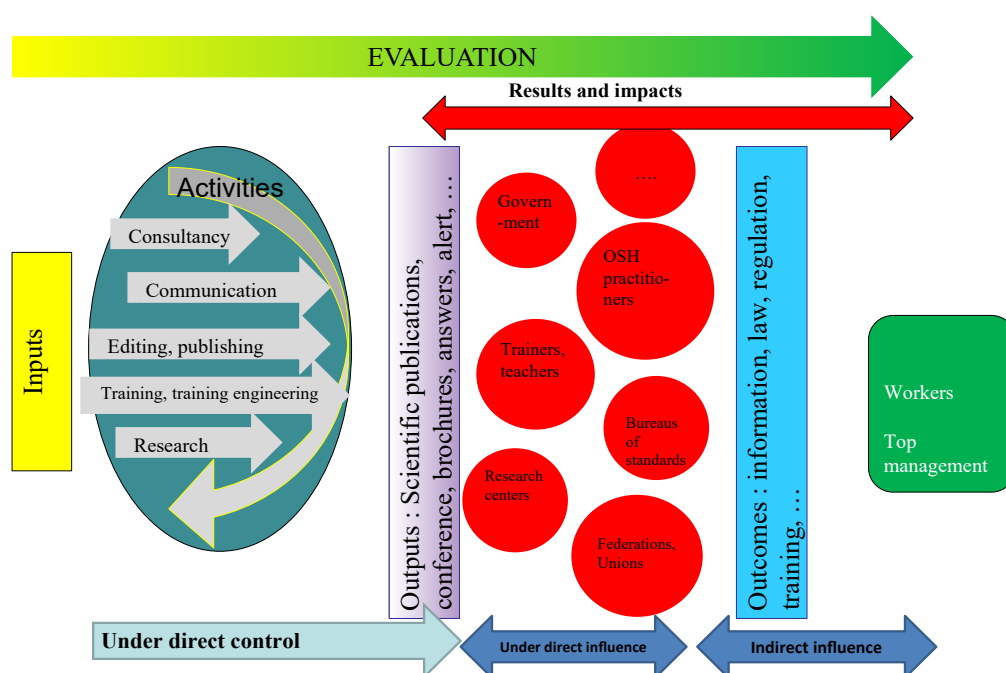 EVALUATION
Results and impacts
Inputs
Activities
Consultancy
Communication
Editing, publishing
Training, training engineering
Research
Outputs : Scientific publications,
conference, brochures, answers, alert, …
Govern
-ment
….
OSH
practitio-
ners
Trainers,
teachers
Bureaus
of
standards
Research
centers
Federations,
Unions
Outcomes : information, law, regulation,
training, …
Workers
Top
management
Under direct control
Under direct influence
Indirect influence